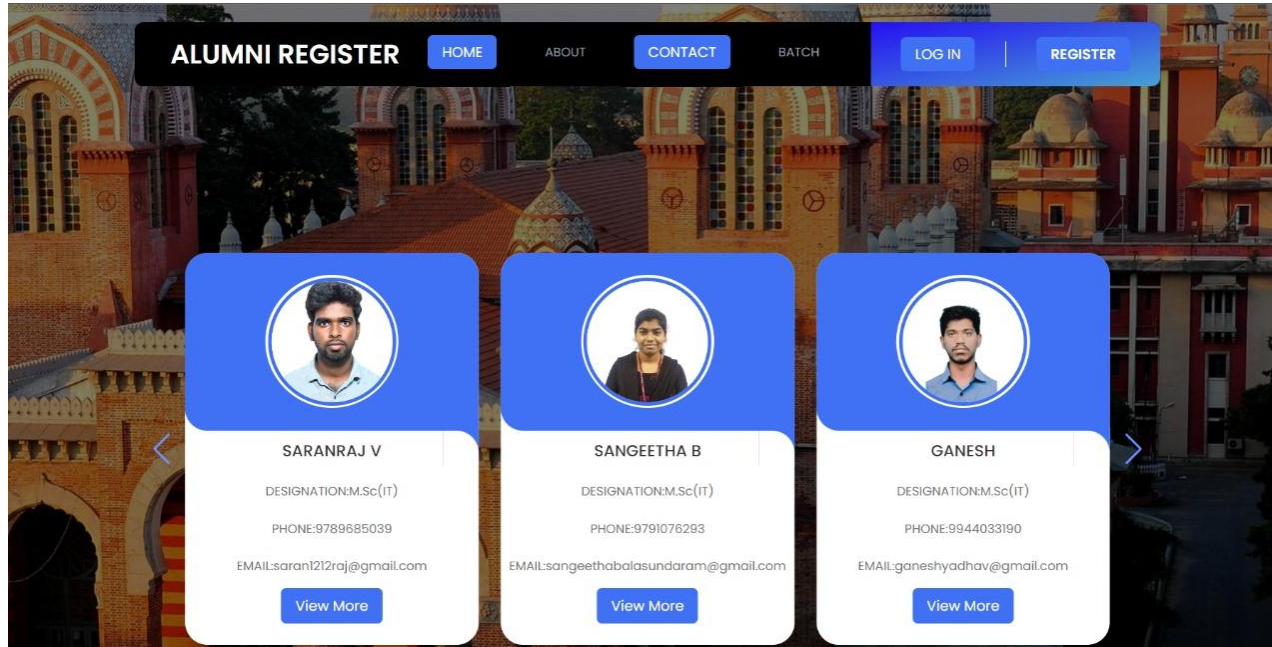 ALUMNI REGISTER HOME ABOUT CONTACT BATCH LOG IN REGISTER
SARANRAJ V
DESIGNATION:M.Sc(IT)
PHONE:9789685039
EMAIL:saran1212raj@gmail.com
View More
SANGEETHA B
DESIGNATION:M.Sc(IT)
PHONE:9791076293
EMAIL:sangeethabalasundaram@gmail.com
View More
GANESH
DESIGNATION:M.Sc(IT)
PHONE:9944033190
EMAIL:ganeshyadhav@gmail.com
View More